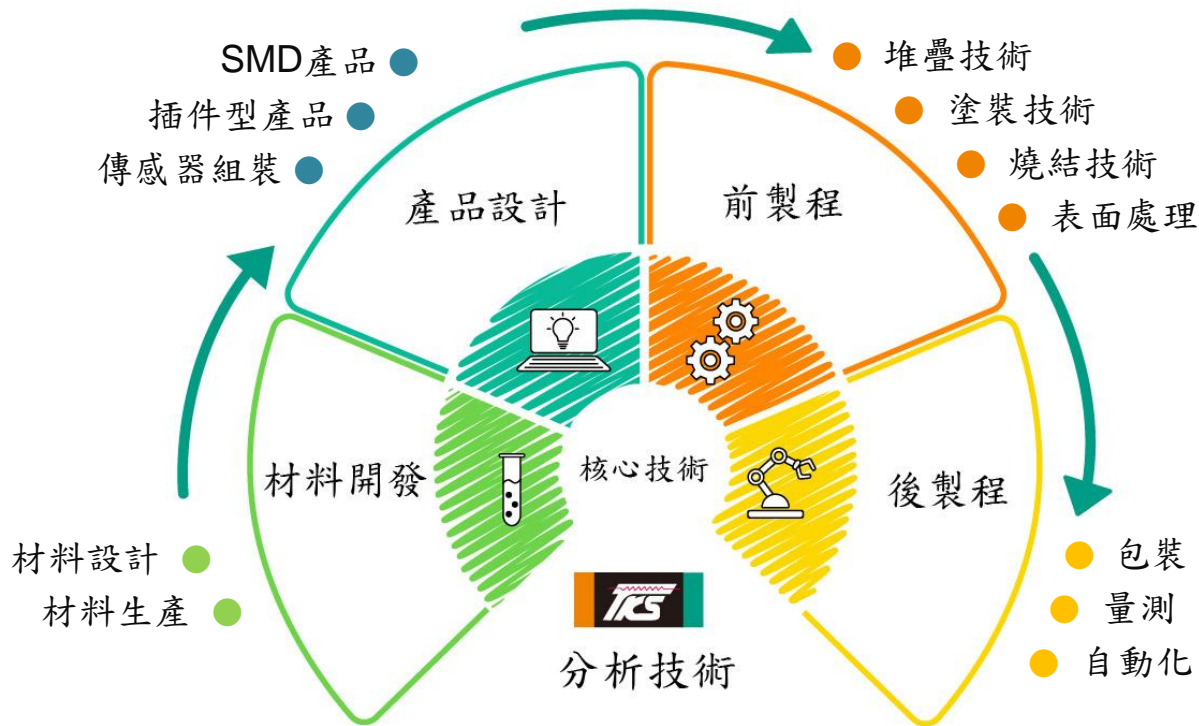 SMD產品
插件型產品
傳感器組裝
堆疊技術
塗裝技術
燒結技術
表面處理
產品設計
前製程
材料開發
核心技術
後製程
材料設計
材料生產
包裝
量測
自動化
TKS
分析技術